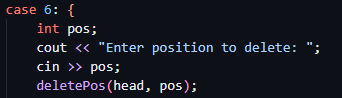 case 6: {
int pos;
cout << "Enter position to delete: ";
cin >> pos;
deletePos(head, pos);